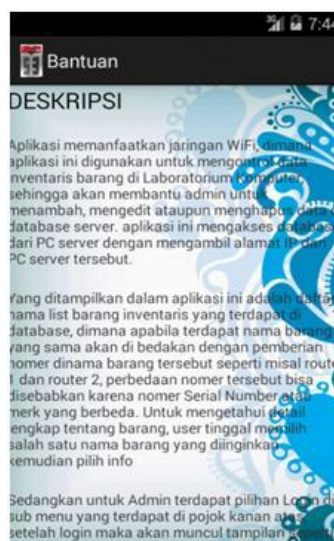 3G 7:44
Bantuan
DESKRIPSI
Aplikasi memanfaatkan jaringan WiFi, dimana
aplikasi ini digunakan untuk mengontrol data
inventaris barang di Laboratorium Komputer,
sehingga akan membantu admin untuk
menambah, mengedit ataupun menghapus data
database server. aplikasi ini mengakses database
dari PC server dengan mengambil alamat IP dari
PC server tersebut.
Yang ditampilkan dalam aplikasi ini adalah daftar
nama list barang inventaris yang terdapat di
database, dimana apabila terdapat nama barang
yang sama akan di bedakan dengan pemberian
nomer dinama barang tersebut seperti misal route
1 dan router 2, perbedaan nomer tersebut bisa
disebabkan karena nomer Serial Number atau
merk yang berbeda. Untuk mengetahui detail
lengkap tentang barang, user tinggal memilih
salah satu nama barang yang diinginkan
kemudian pilih info
Sedangkan untuk Admin terdapat pilihan Login di
sub menu yang terdapat di pojok kanan atas
setelah login maka akan muncul tampilan